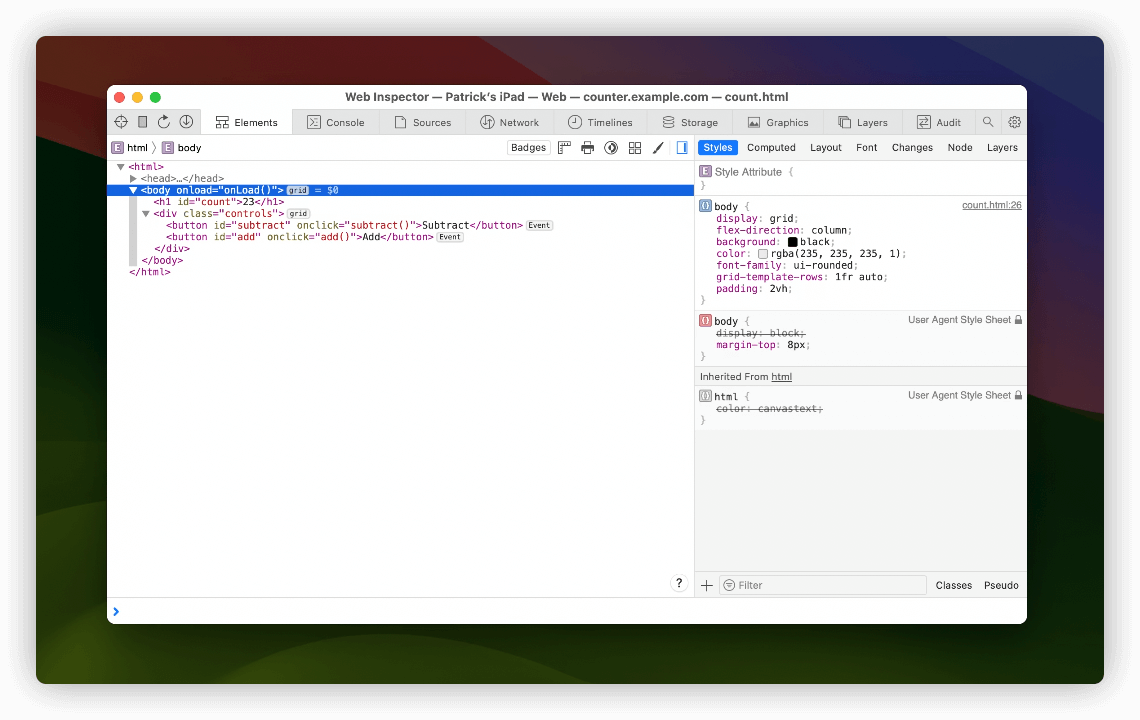 Web Inspector — Patrick’s iPad — Web — counter.example.com — count.html
Elements
Console
Sources
Network
Timelines
Storage
Graphics
Layers
Audit
E html 〉 E body
Badges
Styles
Computed
Layout
Font
Changes
Node
Layers
<html>
<head>…</head>
<body onload="onLoad()"> grid = $0
<h1 id="count">23</h1>
<div class="controls"> grid
<button id="subtract" onclick="subtract()">Subtract</button> Event
<button id="add" onclick="add()">Add</button> Event
</div>
</body>
</html>
E Style Attribute {
}
body { count.html:26
display: grid;
flex-direction: column;
background: black;
color: rgba(235, 235, 235, 1);
font-family: ui-rounded;
grid-template-rows: 1fr auto;
padding: 2vh;
}
body { User Agent Style Sheet
display: block;
margin-top: 8px;
}
Inherited From html
html { User Agent Style Sheet
color: canvastext;
}
?
+ Filter Classes Pseudo